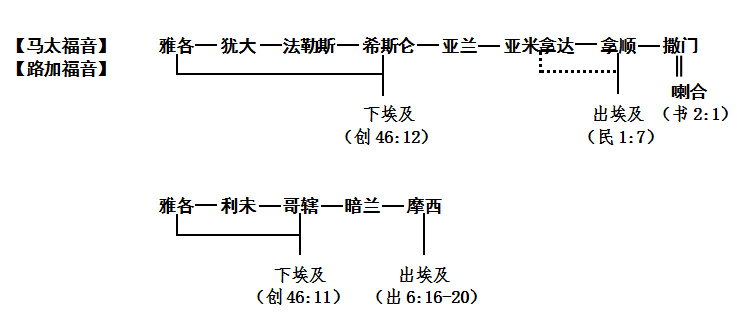 【马太福音】 雅各 犹大 法勒斯 希斯仑 亚兰 亚米拿达 拿顺 撒门
【路加福音】
喇合
下埃及 出埃及 (书 2:1)
(创 46:12) (民 1:7)
雅各 利未 哥辖 暗兰 摩西
下埃及 出埃及
(创 46:11) (出 6:16-20)